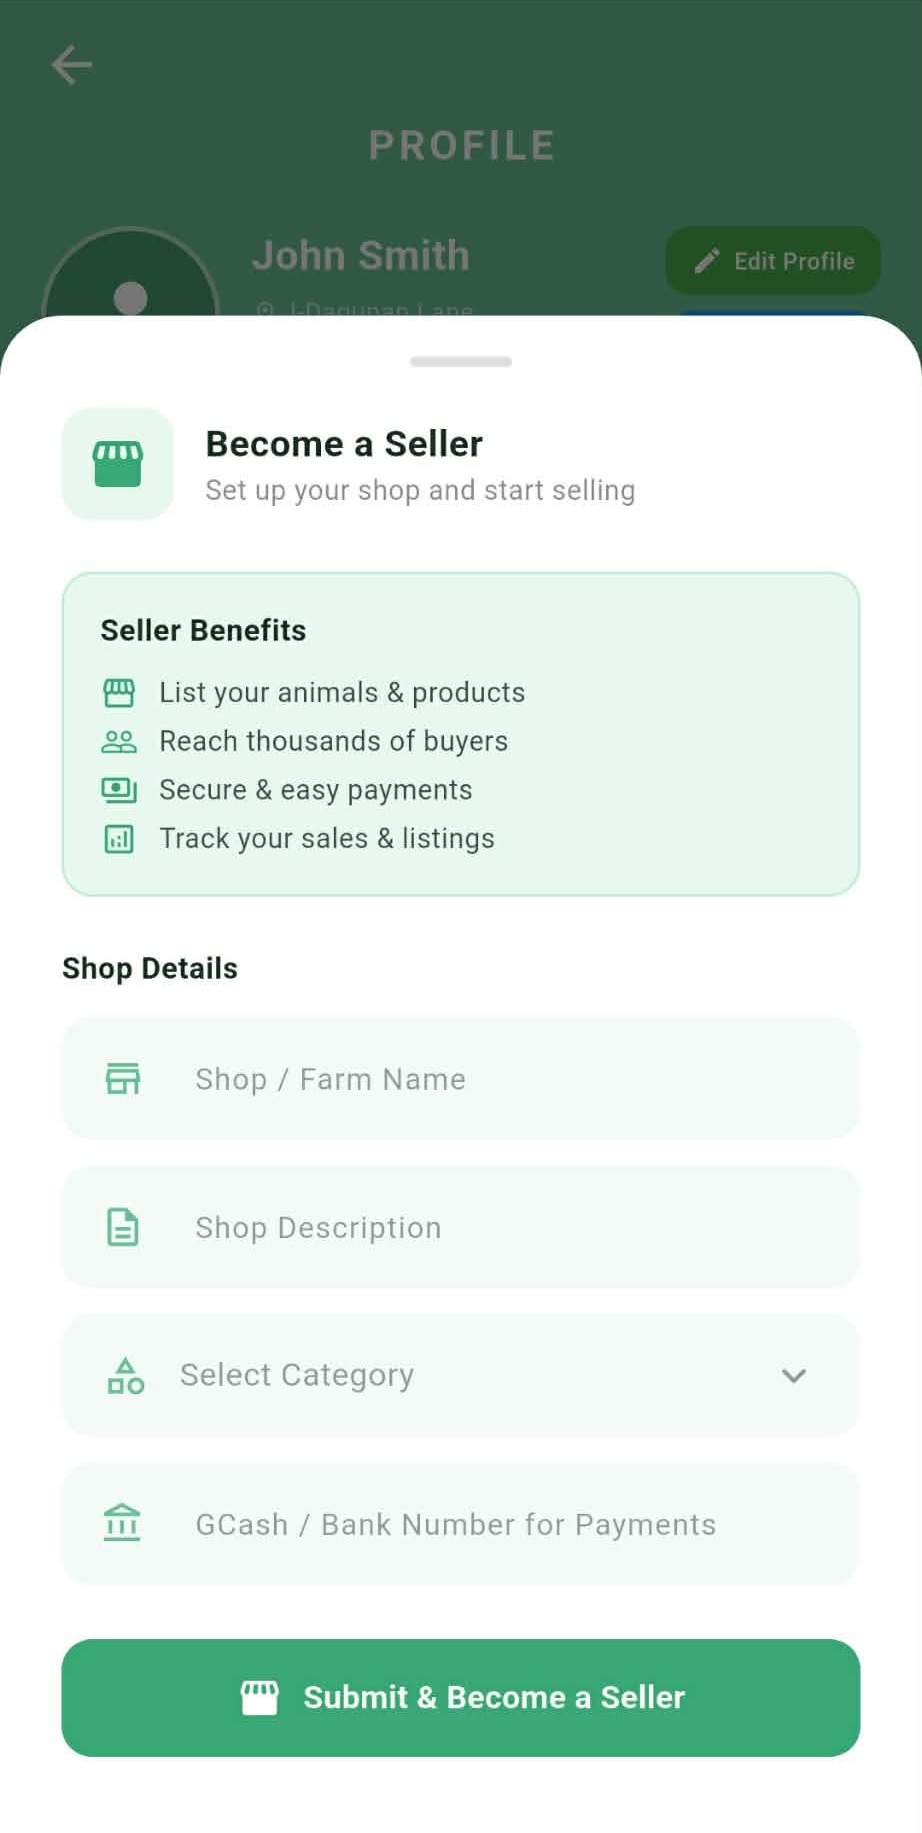 PROFILE
John Smith
Edit Profile
Become a Seller
Set up your shop and start selling
Seller Benefits
List your animals & products
Reach thousands of buyers
Secure & easy payments
Track your sales & listings
Shop Details
Shop / Farm Name
Shop Description
Select Category
GCash / Bank Number for Payments
Submit & Become a Seller